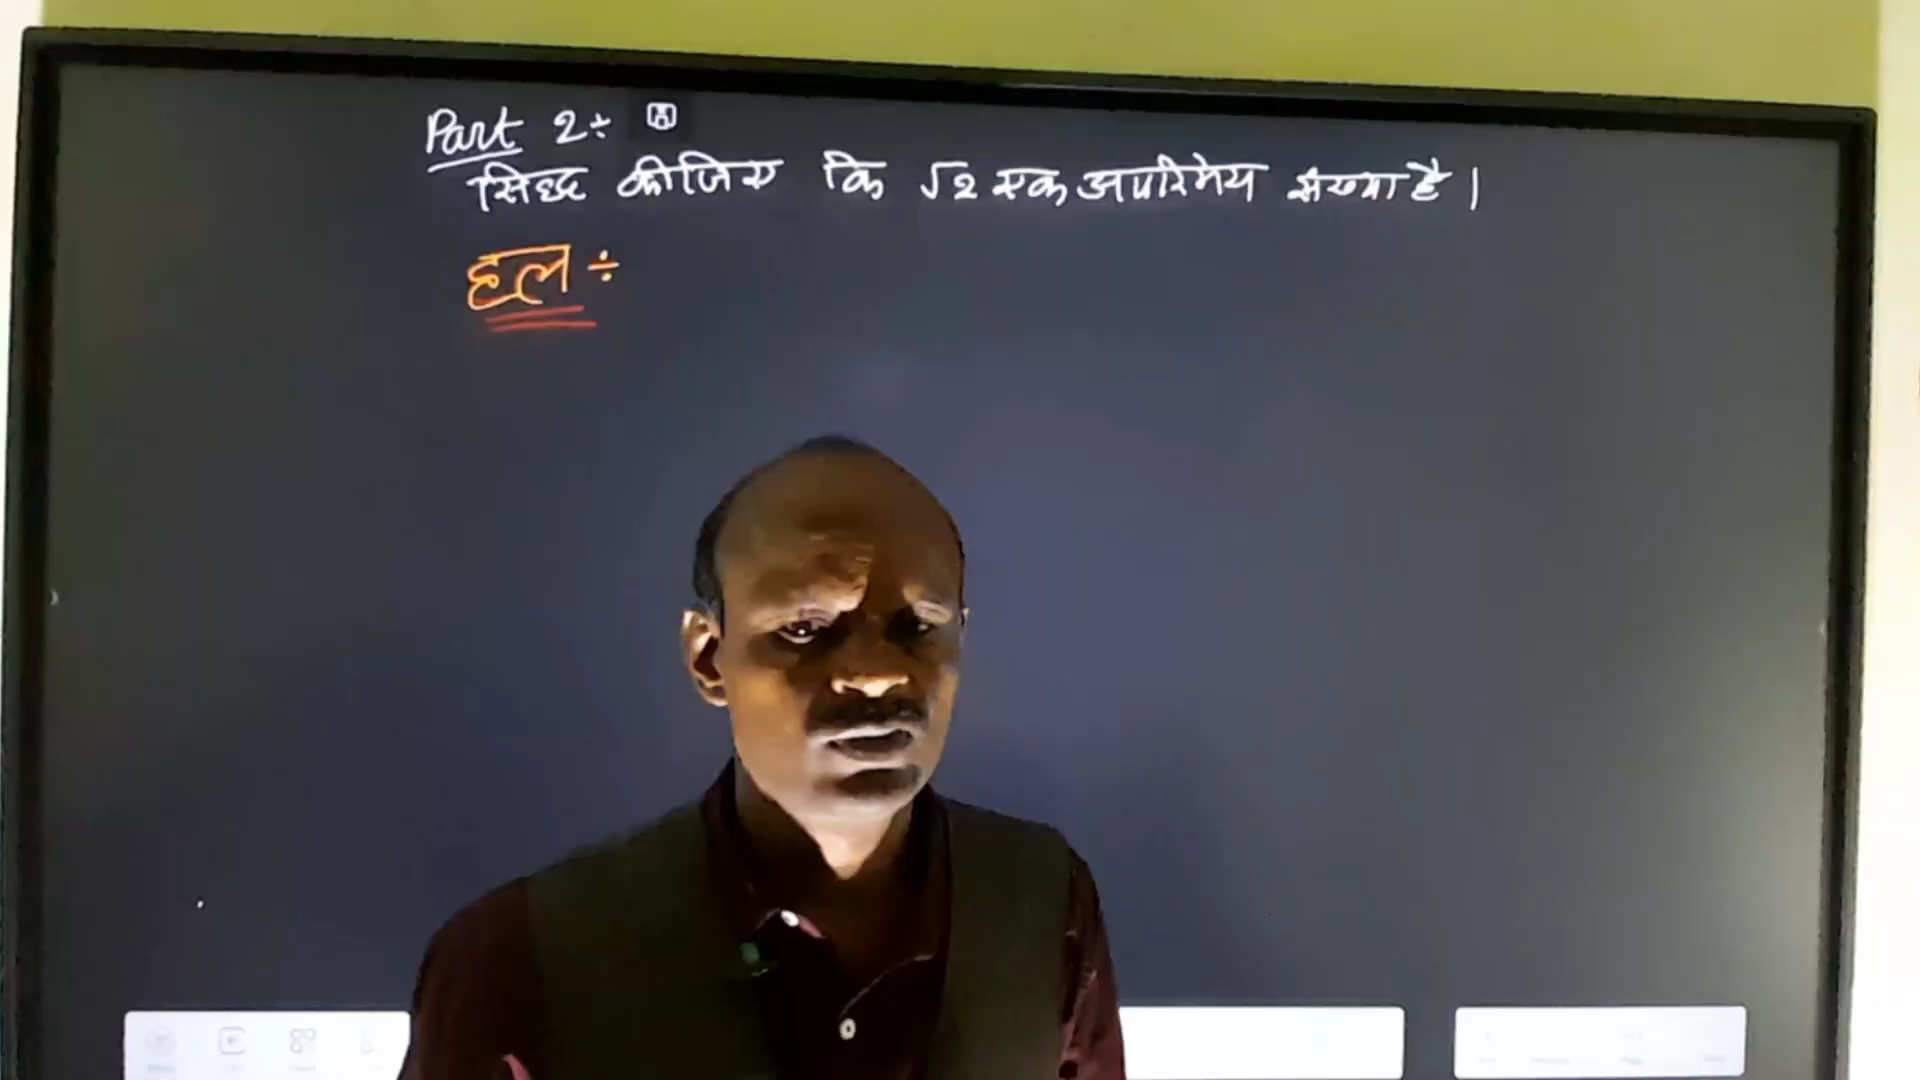 Part 2÷
सिद्ध कीजिए कि √2 एक अपरिमेय संख्या है।
हल ÷